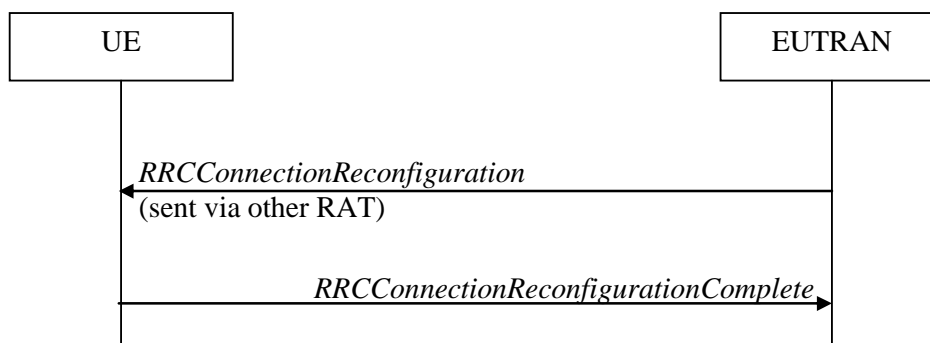 UE
EUTRAN
RRCConnectionReconfiguration
(sent via other RAT)
RRCConnectionReconfigurationComplete